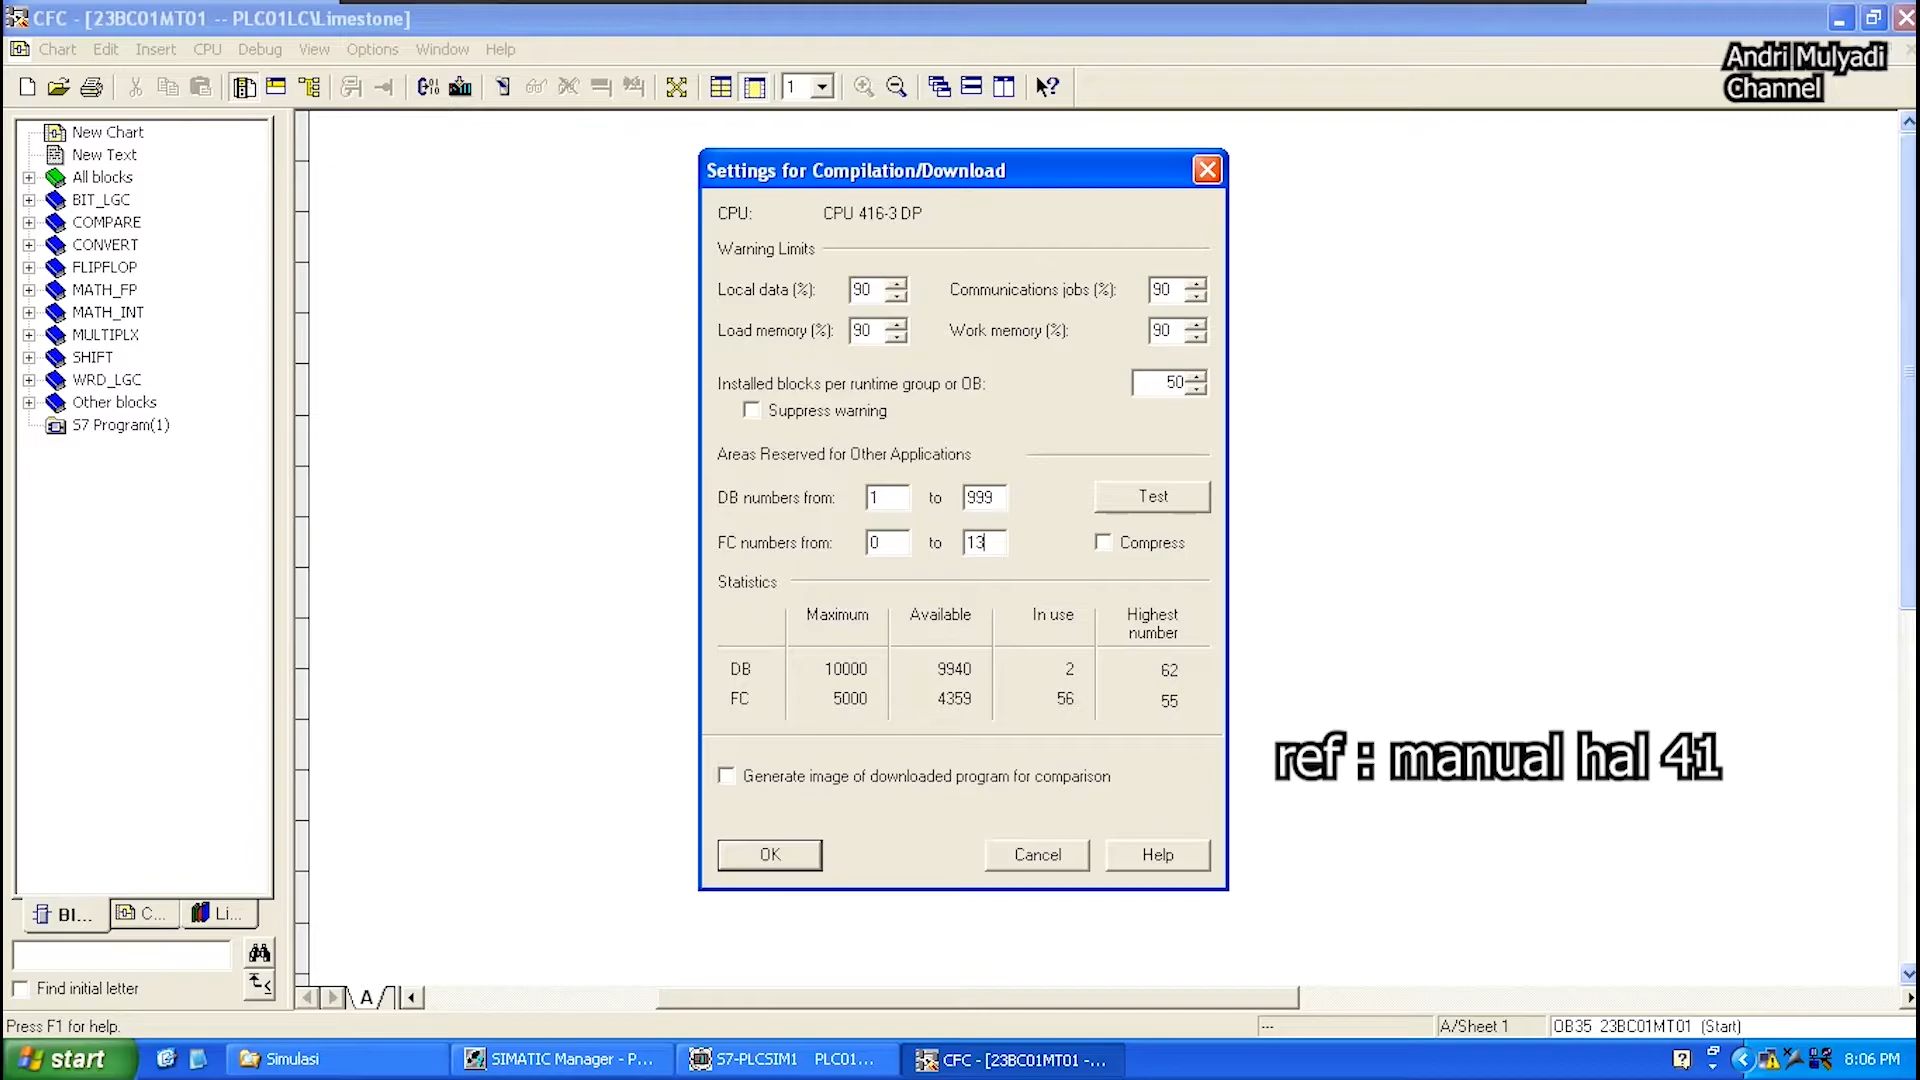 CFC - [23BC01MT01 -- PLC01LC\Limestone]
Chart Edit Insert CPU Debug View Options Window Help
Andri Mulyadi
Channel
1
New Chart
New Text
All blocks
BIT_LGC
COMPARE
CONVERT
FLIPFLOP
MATH_FP
MATH_INT
MULTIPLX
SHIFT
WRD_LGC
Other blocks
S7 Program(1)
Settings for Compilation/Download
CPU: CPU 416-3 DP
Warning Limits
Local data (%): 90 Communications jobs (%): 90
Load memory (%): 90 Work memory (%): 90
Installed blocks per runtime group or OB: 50
Suppress warning
Areas Reserved for Other Applications
DB numbers from: 1 to 999 Test
FC numbers from: 0 to 13 Compress
Statistics
Maximum Available In use Highest number
DB 10000 9940 2 62
FC 5000 4359 56 55
Generate image of downloaded program for comparison
OK Cancel Help
ref : manual hal 41
BI... C... Li...
Find initial letter
A
Press F1 for help.
--- A/Sheet 1 OB35 23BC01MT01 (Start)
start Simulasi SIMATIC Manager - P... S7-PLCSIM1 PLC01... CFC - [23BC01MT01 -... 8:06 PM